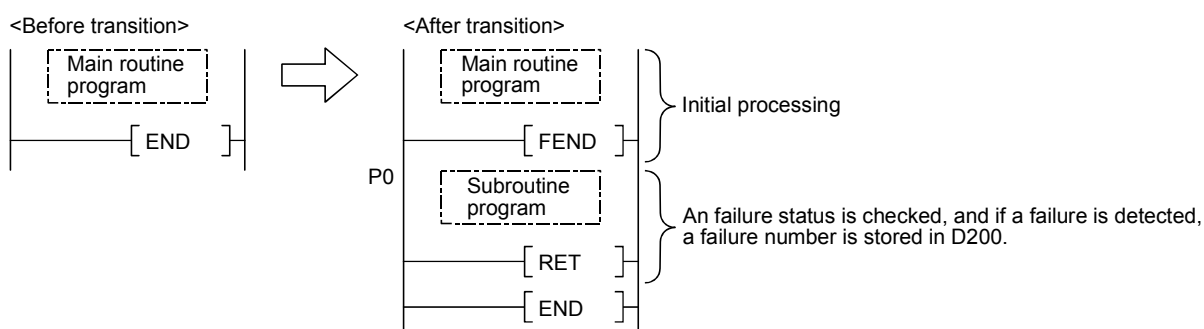 <Before transition>
Main routine
program
END
<After transition>
Main routine
program
FEND
Initial processing
P0
Subroutine
program
RET
An failure status is checked, and if a failure is detected,
a failure number is stored in D200.
END